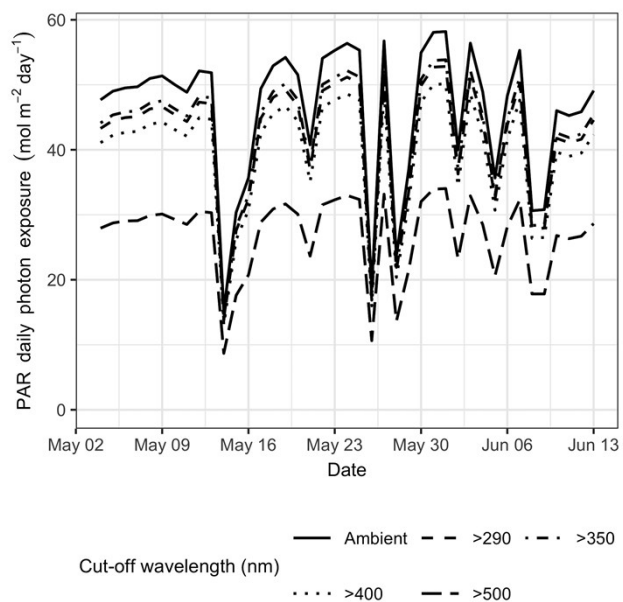 PAR daily photon exposure (mol m⁻² day⁻¹)
60
40
20
0
May 02 May 09 May 16 May 23 May 30 Jun 06 Jun 13
Date
Cut-off wavelength (nm)
Ambient >290 >350
>400 >500